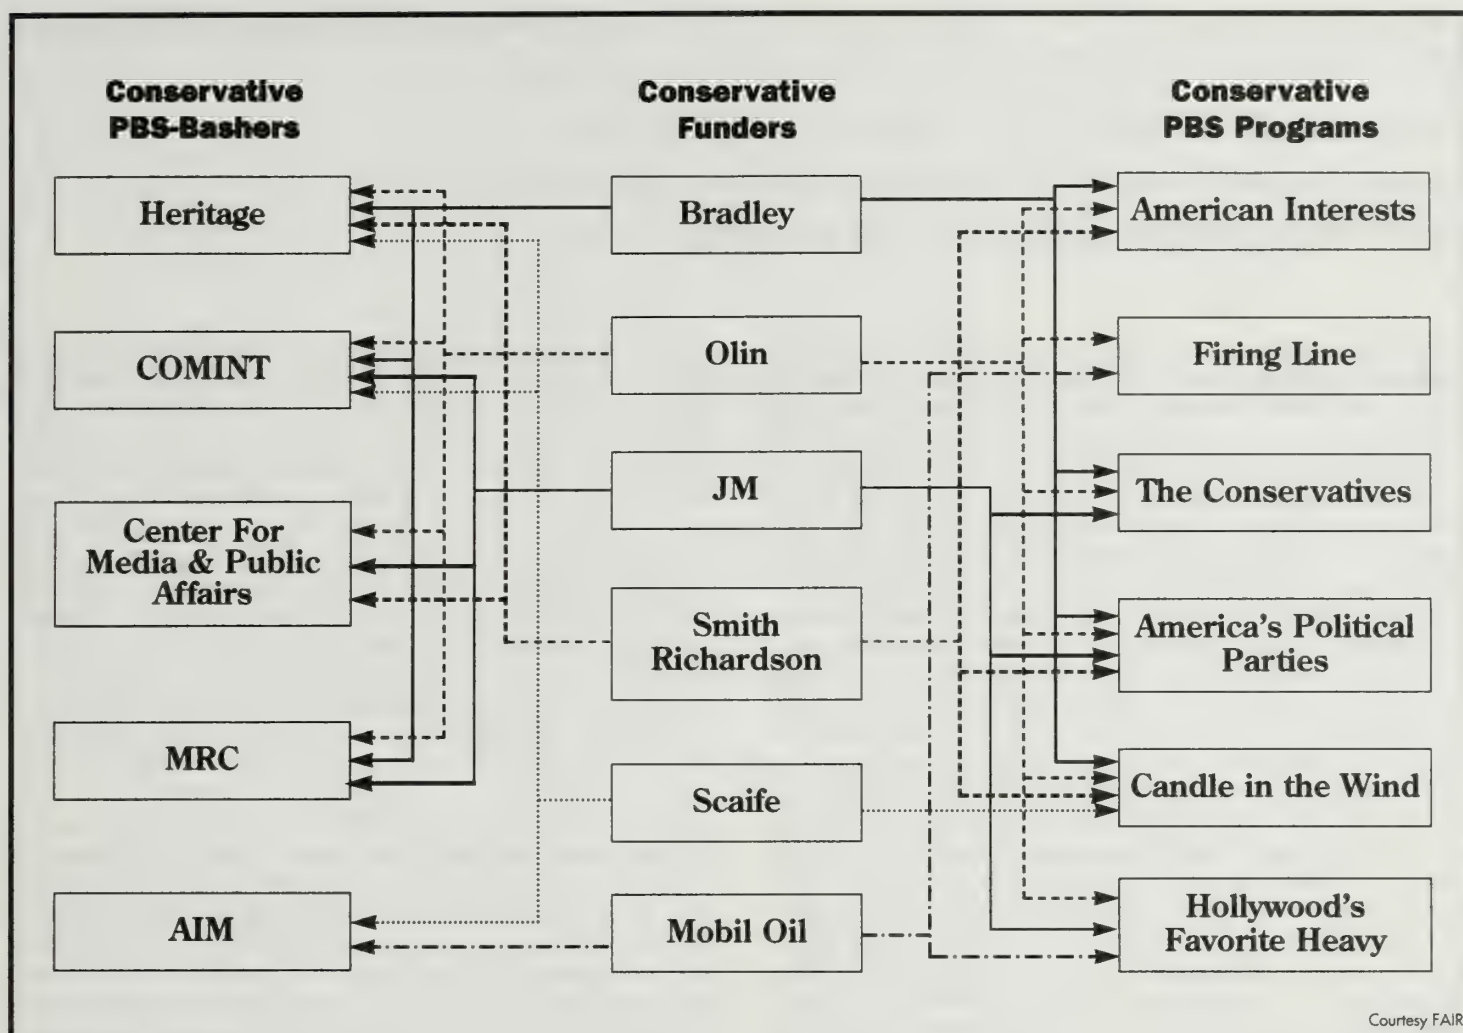 Conservative
PBS-Bashers
Heritage
COMINT
Center For
Media & Public
Affairs
MRC
AIM
Conservative
Funders
Bradley
Olin
JM
Smith
Richardson
Scaife
Mobil Oil
Conservative
PBS Programs
American Interests
Firing Line
The Conservatives
America's Political
Parties
Candle in the Wind
Hollywood's
Favorite Heavy
Courtesy FAIR